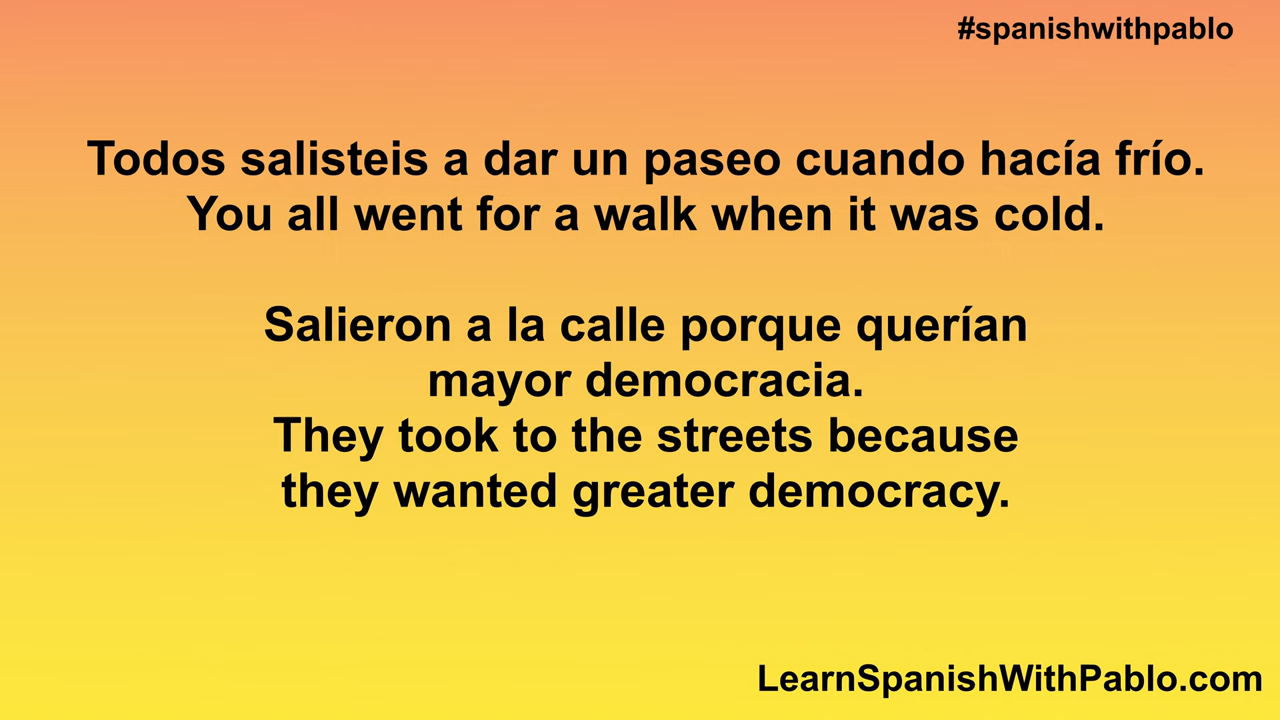 #spanishwithpablo
Todos salisteis a dar un paseo cuando hacía frío.
You all went for a walk when it was cold.
Salieron a la calle porque querían
mayor democracia.
They took to the streets because
they wanted greater democracy.
LearnSpanishWithPablo.com